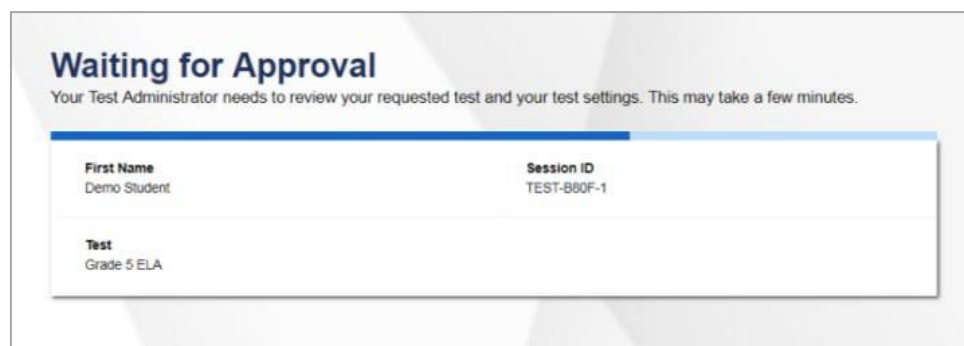 Waiting for Approval
Your Test Administrator needs to review your requested test and your test settings. This may take a few minutes.
First Name
Demo Student
Session ID
TEST-B80F-1
Test
Grade 5 ELA